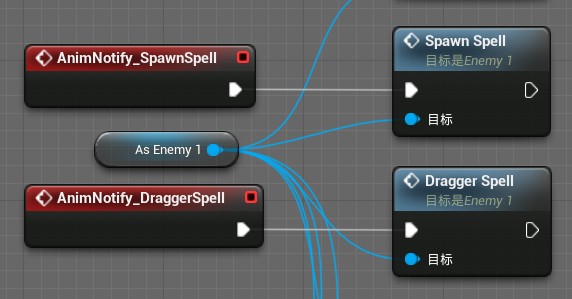 AnimNotify_SpawnSpell
Spawn Spell
目标是Enemy 1
目标
As Enemy 1
AnimNotify_DraggerSpell
Dragger Spell
目标是Enemy 1
目标